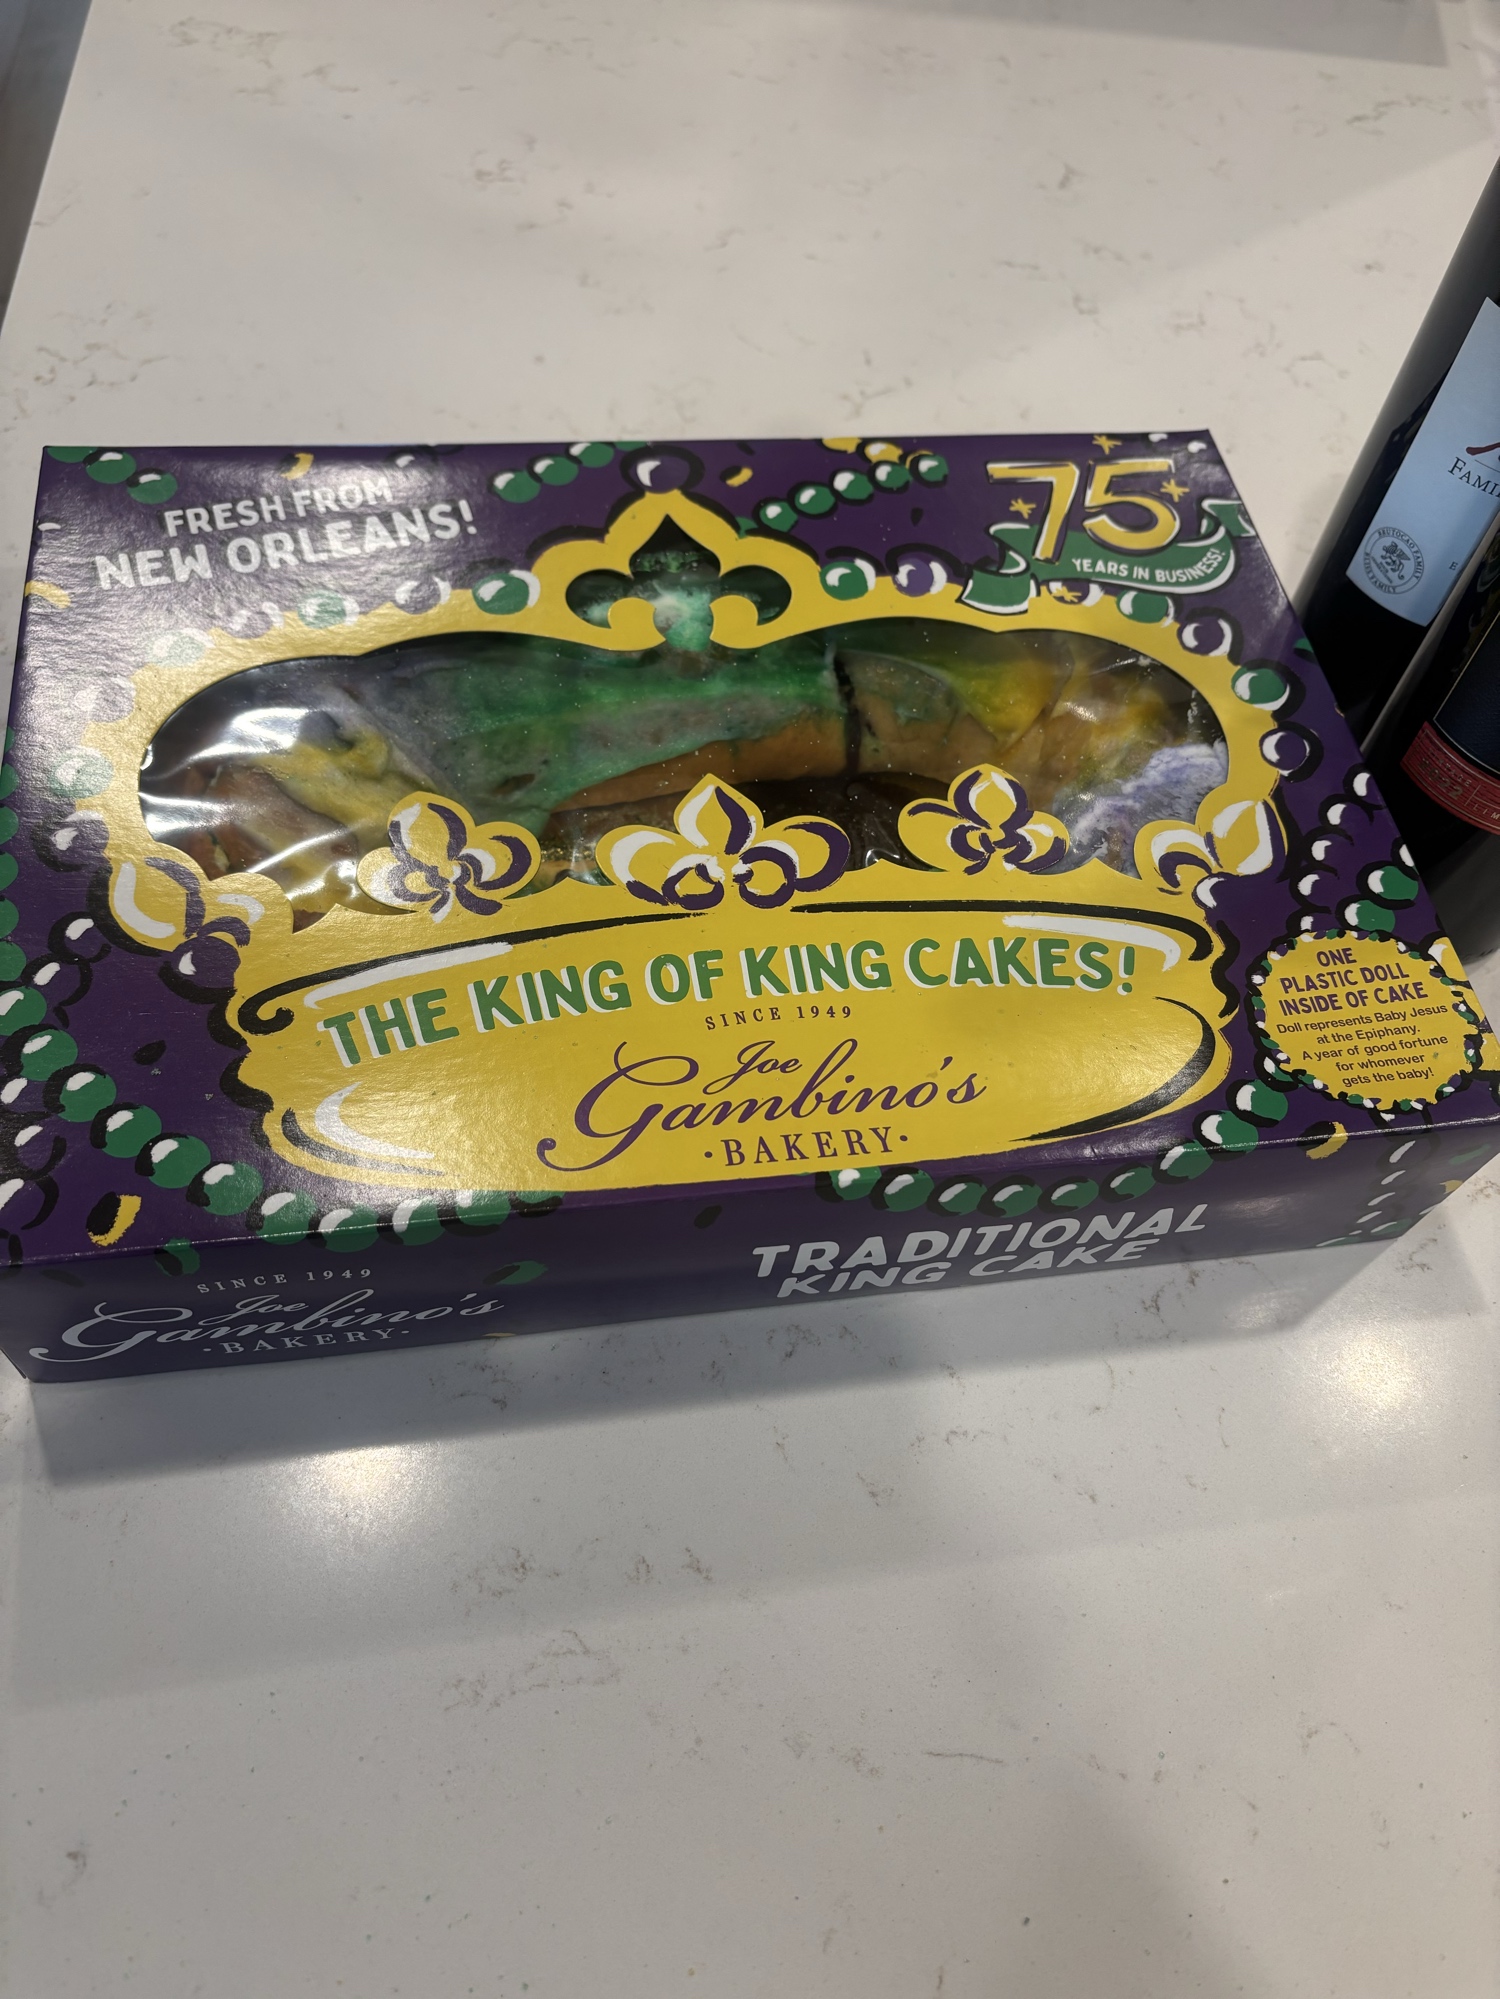 FRESH FROM
NEW ORLEANS!
75
YEARS IN BUSINESS!
THE KING OF KING CAKES!
SINCE 1949
Joe
Gambino's
·BAKERY·
ONE
PLASTIC DOLL
INSIDE OF CAKE
Doll represents Baby Jesus
at the Epiphany.
A year of good fortune
for whomever
gets the baby!
TRADITIONAL
KING CAKE
SINCE 1949
Joe
Gambino's
·BAKERY·
BRUTOCAO FAMILY